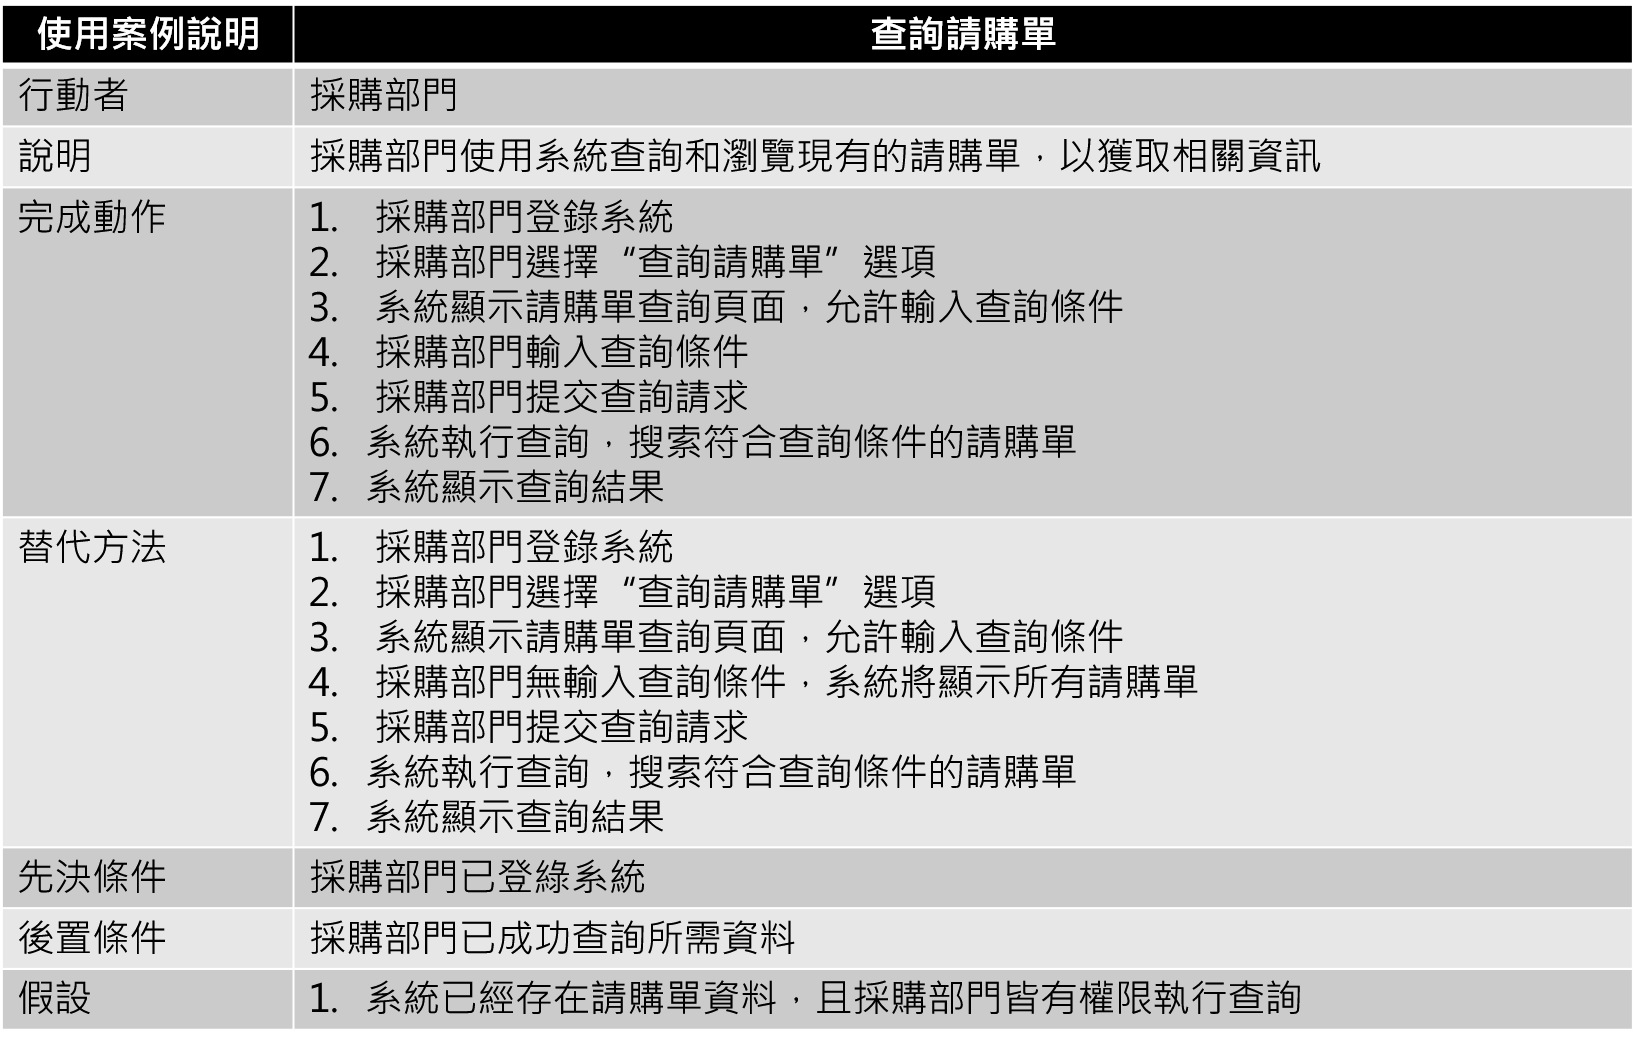 使用案例說明 查詢請購單
行動者 採購部門
說明 採購部門使用系統查詢和瀏覽現有的請購單，以獲取相關資訊
完成動作 1. 採購部門登錄系統
2. 採購部門選擇“查詢請購單”選項
3. 系統顯示請購單查詢頁面，允許輸入查詢條件
4. 採購部門輸入查詢條件
5. 採購部門提交查詢請求
6. 系統執行查詢，搜索符合查詢條件的請購單
7. 系統顯示查詢結果
替代方法 1. 採購部門登錄系統
2. 採購部門選擇“查詢請購單”選項
3. 系統顯示請購單查詢頁面，允許輸入查詢條件
4. 採購部門無輸入查詢條件，系統將顯示所有請購單
5. 採購部門提交查詢請求
6. 系統執行查詢，搜索符合查詢條件的請購單
7. 系統顯示查詢結果
先決條件 採購部門已登綠系統
後置條件 採購部門已成功查詢所需資料
假設 1. 系統已經存在請購單資料，且採購部門皆有權限執行查詢